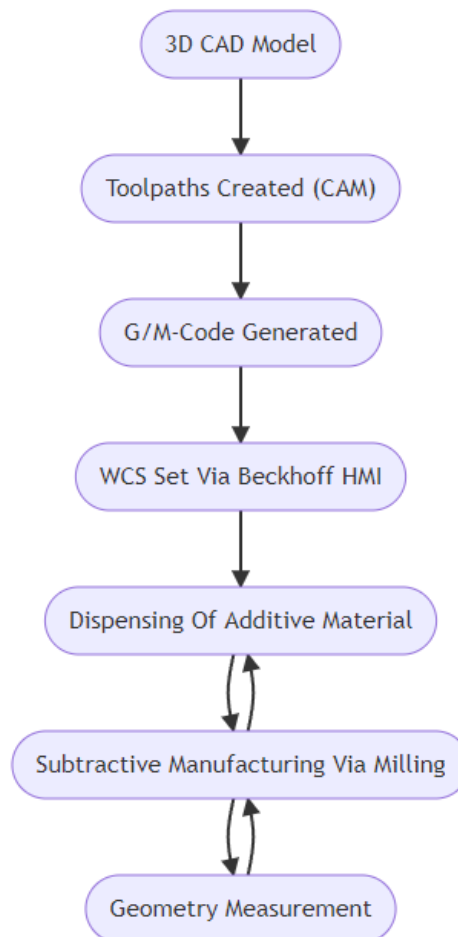 3D CAD Model
Toolpaths Created (CAM)
G/M-Code Generated
WCS Set Via Beckhoff HMI
Dispensing Of Additive Material
Subtractive Manufacturing Via Milling
Geometry Measurement